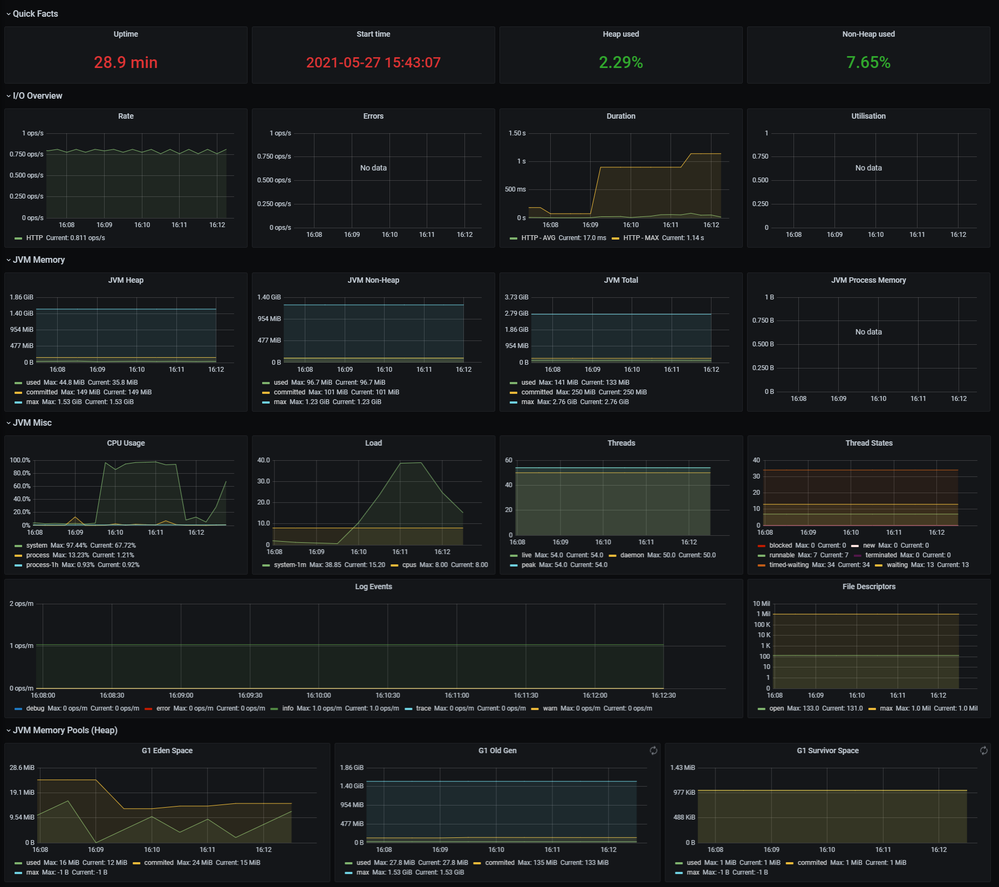 Quick Facts
Uptime
28.9 min
Start time
2021-05-27 15:43:07
Heap used
2.29%
Non-Heap used
7.65%
I/O Overview
Rate
1 ops/s
0.750 ops/s
0.500 ops/s
0.250 ops/s
0 ops/s
16:08 16:09 16:10 16:11 16:12
HTTP Current: 0.811 ops/s
Errors
1 ops/s
0.750 ops/s
No data
0.500 ops/s
0.250 ops/s
0 ops/s
16:08 16:09 16:10 16:11 16:12
Duration
1.50 s
1 s
500 ms
0 s
16:08 16:09 16:10 16:11 16:12
HTTP - AVG Current: 17.0 ms HTTP - MAX Current: 1.14 s
Utilisation
1
0.750
No data
0.500
0.250
0
16:08 16:09 16:10 16:11 16:12
JVM Memory
JVM Heap
1.86 GiB
1.40 GiB
954 MiB
477 MiB
0 B
16:08 16:09 16:10 16:11 16:12
used Max: 44.8 MiB Current: 35.8 MiB
committed Max: 149 MiB Current: 149 MiB
max Max: 1.53 GiB Current: 1.53 GiB
JVM Non-Heap
1.40 GiB
954 MiB
477 MiB
0 B
16:08 16:09 16:10 16:11 16:12
used Max: 96.7 MiB Current: 96.7 MiB
committed Max: 101 MiB Current: 101 MiB
max Max: 1.23 GiB Current: 1.23 GiB
JVM Total
3.73 GiB
2.79 GiB
1.86 GiB
954 MiB
0 B
16:08 16:09 16:10 16:11 16:12
used Max: 141 MiB Current: 133 MiB
committed Max: 250 MiB Current: 250 MiB
max Max: 2.76 GiB Current: 2.76 GiB
JVM Process Memory
1 B
0.750 B
No data
0.500 B
0.250 B
0 B
16:08 16:09 16:10 16:11 16:12
JVM Misc
CPU Usage
100.0%
80.0%
60.0%
40.0%
20.0%
0%
16:08 16:09 16:10 16:11 16:12
system Max: 97.44% Current: 67.72%
process Max: 13.23% Current: 1.21%
process-1h Max: 0.93% Current: 0.92%
Load
40.0
30.0
20.0
10.0
0
16:08 16:09 16:10 16:11 16:12
system-1m Max: 38.85 Current: 15.20 cpus Max: 8.00 Current: 8.00
Threads
60
40
20
0
16:08 16:09 16:10 16:11 16:12
live Max: 54.0 Current: 54.0 daemon Max: 50.0 Current: 50.0
peak Max: 54.0 Current: 54.0
Thread States
40
30
20
10
0
16:08 16:09 16:10 16:11 16:12
blocked Max: 0 Current: 0 new Max: 0 Current: 0
runnable Max: 7 Current: 7 terminated Max: 0 Current: 0
timed-waiting Max: 34 Current: 34 waiting Max: 13 Current: 13
Log Events
2 ops/m
1 ops/m
0 ops/m
16:08:00 16:08:30 16:09:00 16:09:30 16:10:00 16:10:30 16:11:00 16:11:30 16:12:00 16:12:30
debug Max: 0 ops/m Current: 0 ops/m error Max: 0 ops/m Current: 0 ops/m info Max: 1.0 ops/m Current: 1.0 ops/m trace Max: 0 ops/m Current: 0 ops/m warn Max: 0 ops/m Current: 0 ops/m
File Descriptors
10 Mil
1 Mil
100 K
10 K
1 K
100
10
1
0
16:08 16:09 16:10 16:11 16:12
open Max: 133.0 Current: 131.0 max Max: 1.0 Mil Current: 1.0 Mil
JVM Memory Pools (Heap)
G1 Eden Space
28.6 MiB
19.1 MiB
9.54 MiB
0 B
16:08 16:09 16:10 16:11 16:12
used Max: 16 MiB Current: 12 MiB commited Max: 24 MiB Current: 15 MiB
max Max: -1 B Current: -1 B
G1 Old Gen
1.86 GiB
1.40 GiB
954 MiB
477 MiB
0 B
16:08 16:09 16:10 16:11 16:12
used Max: 27.8 MiB Current: 27.8 MiB commited Max: 135 MiB Current: 133 MiB
max Max: 1.53 GiB Current: 1.53 GiB
G1 Survivor Space
1.43 MiB
977 KiB
488 KiB
0 B
16:08 16:09 16:10 16:11 16:12
used Max: 1 MiB Current: 1 MiB commited Max: 1 MiB Current: 1 MiB
max Max: -1 B Current: -1 B